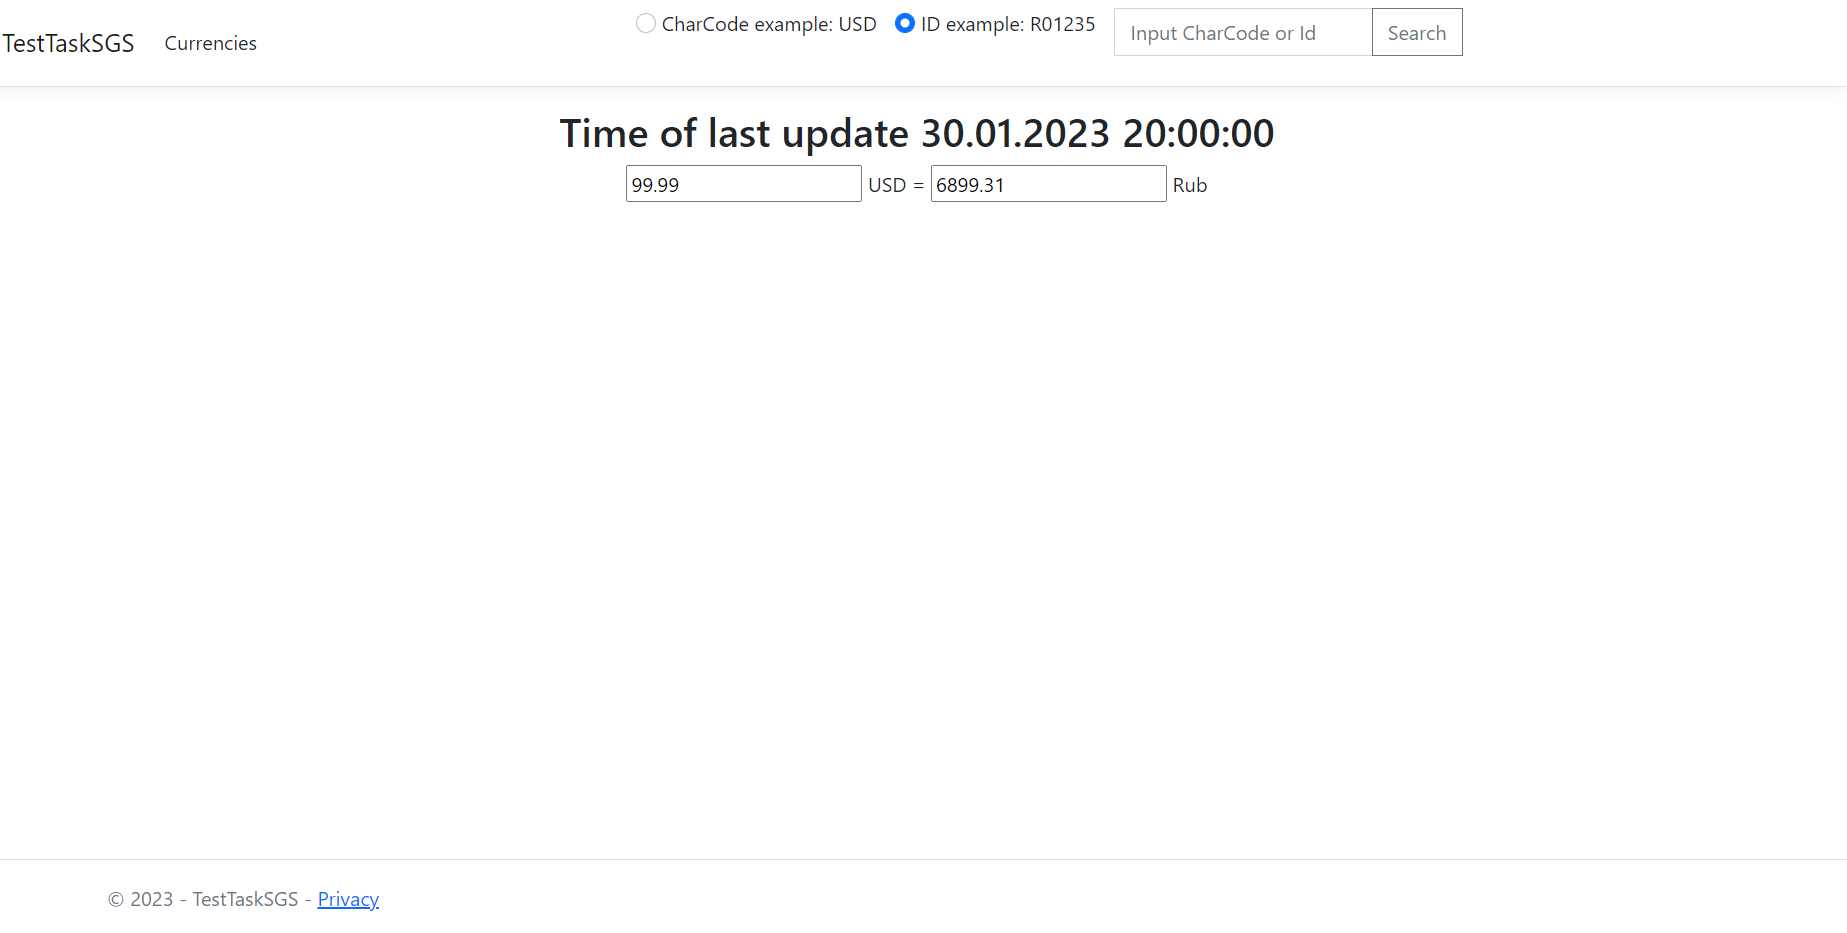 TestTaskSGS Currencies CharCode example: USD ID example: R01235 Input CharCode or Id Search
Time of last update 30.01.2023 20:00:00
99.99 USD = 6899.31 Rub
© 2023 - TestTaskSGS - Privacy